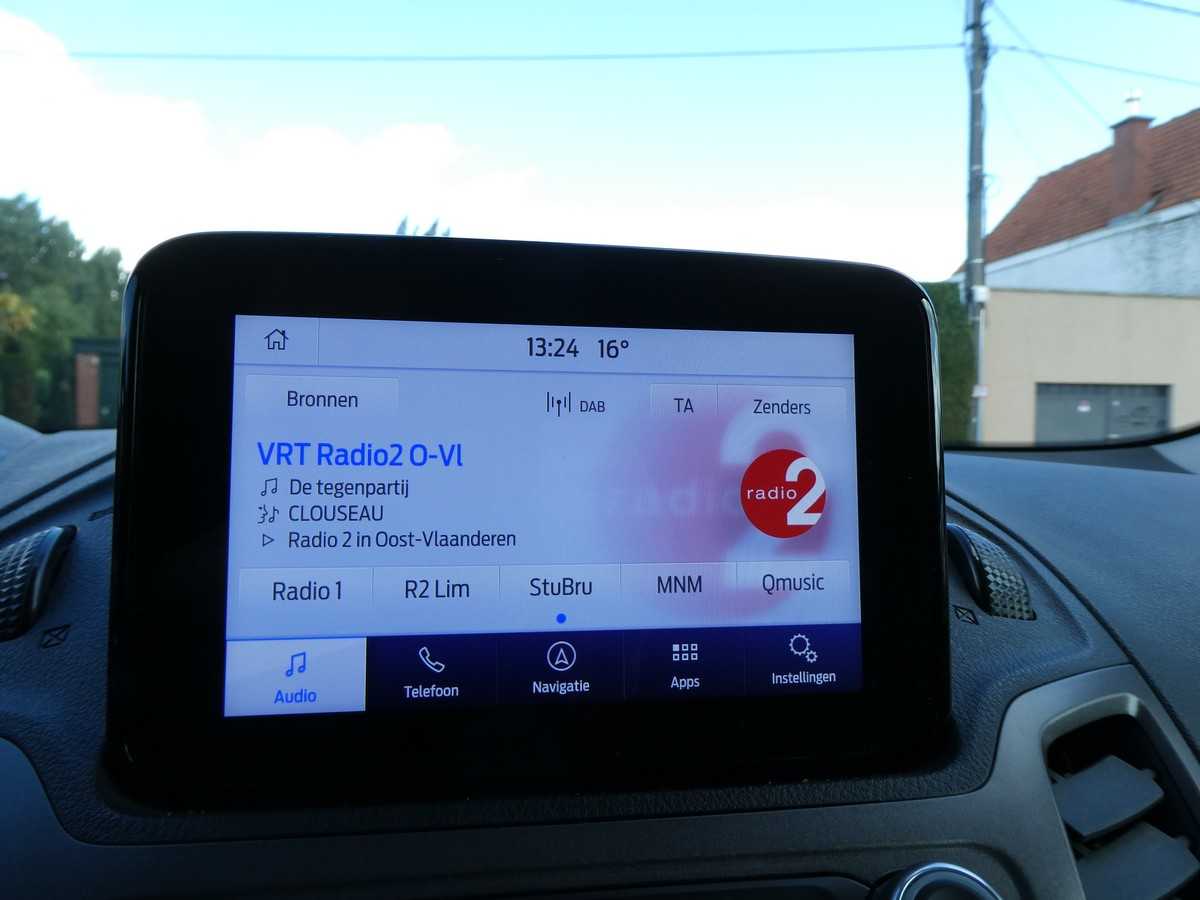 13:24 16°
Bronnen DAB TA Zenders
VRT Radio2 O-Vl
De tegenpartij
CLOUSEAU
Radio 2 in Oost-Vlaanderen
radio 2
Radio 1 R2 Lim StuBru MNM Qmusic
Audio Telefoon Navigatie Apps Instellingen